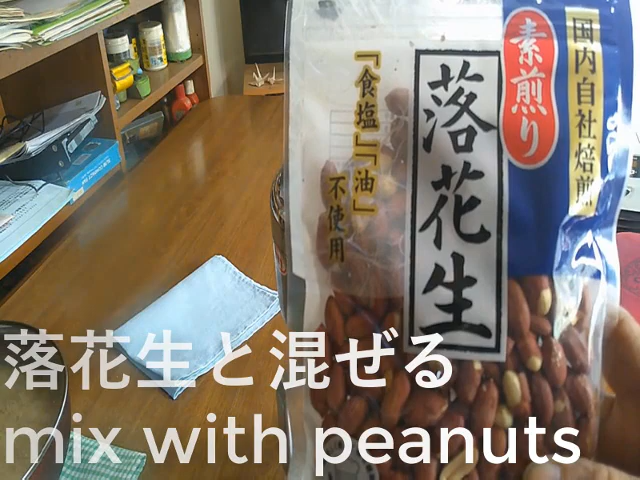 国内自社焙煎
素煎り
落花生
『食塩』『油』
不使用
落花生と混ぜる
mix with peanuts